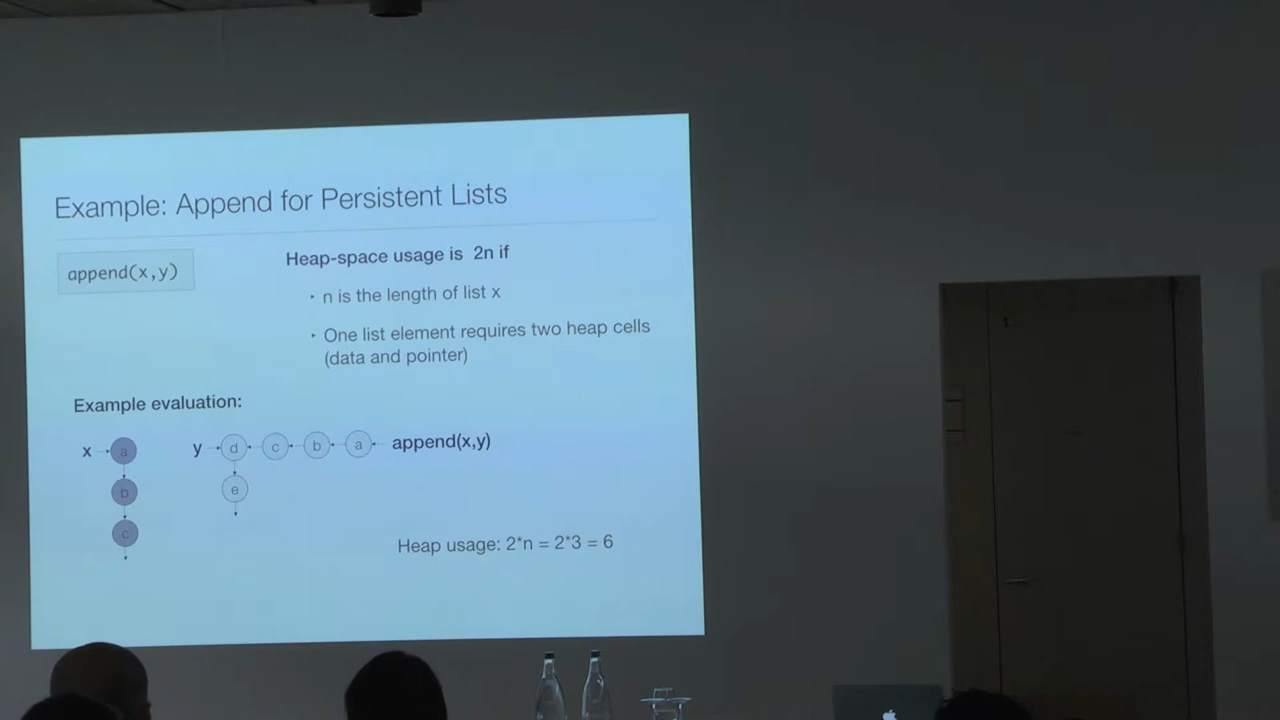 Example: Append for Persistent Lists
append(x,y)
Heap-space usage is 2n if
· n is the length of list x
· One list element requires two heap cells
(data and pointer)
Example evaluation:
x a y d c b a append(x,y)
b e
c
Heap usage: 2*n = 2*3 = 6